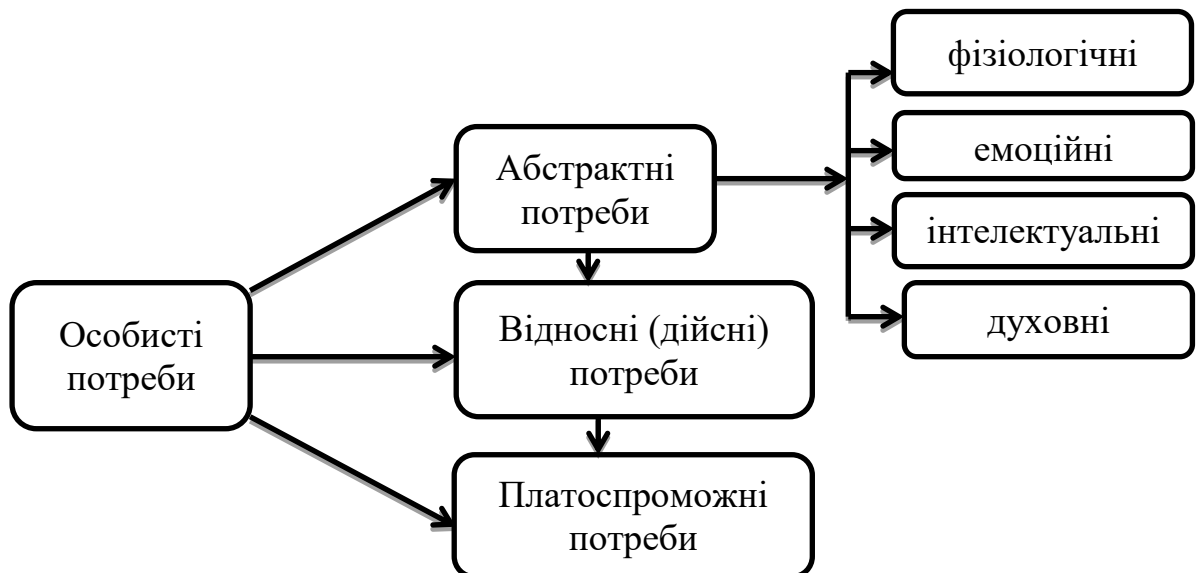 фізіологічні
емоційні
Абстрактні
потреби
інтелектуальні
духовні
Особисті
потреби
Відносні (дійсні)
потреби
Платоспроможні
потреби